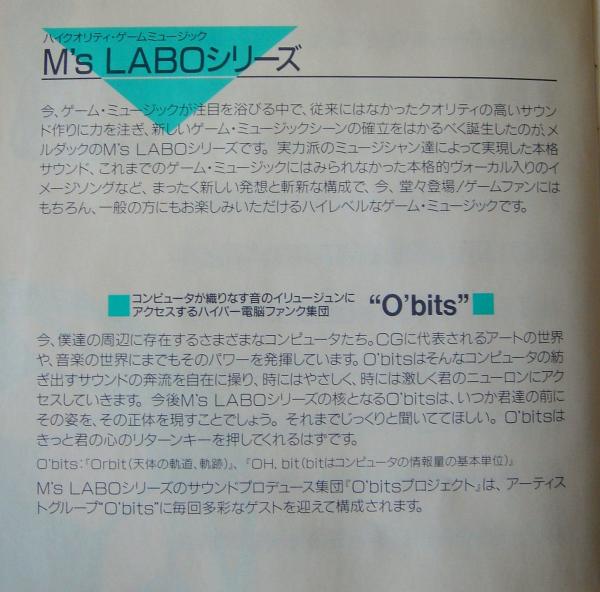 ハイクオリティ・ゲームミュージック
M's LABOシリーズ
今、ゲーム・ミュージックが注目を浴びる中で、従来にはなかったクオリティの高いサウン
ド作りに力を注ぎ、新しいゲーム・ミュージックシーンの確立をはかるべく誕生したのが、メ
ルダックのM's LABOシリーズです。実力派のミュージシャン達によって実現した本格
サウンド、これまでのゲーム・ミュージックにはみられなかった本格的ヴォーカル入りのイ
メージソングなど、まったく新しい発想と斬新な構成で、今、堂々登場!ゲームファンには
もちろん、一般の方にもお楽しみいただけるハイレベルなゲーム・ミュージックです。
コンピュータが織りなす音のイリュージュンに
アクセスするハイパー電脳ファンク集団 “O'bits”
今、僕達の周辺に存在するさまざまなコンピュータたち。CGに代表されるアートの世界
や、音楽の世界にまでもそのパワーを発揮しています。O'bitsはそんなコンピュータの紡
ぎ出すサウンドの奔流を自在に操り、時にはやさしく、時には激しく君のニューロンにアク
セスしていきます。今後M's LABOシリーズの核となるO'bitsは、いつか君達の前に
その姿を、その正体を現すことでしょう。それまでじっくりと聞いててほしい。O'bitsは
きっと君の心のリターンキーを押してくれるはずです。
O'bits:「Orbit(天体の軌道、軌跡)」、『OH, bit(bitはコンピュータの情報量の基本単位)』
M's LABOシリーズのサウンドプロデュース集団『O'bitsプロジェクト』は、アーティス
トグループ“O'bits”に毎回多彩なゲストを迎えて構成されます。